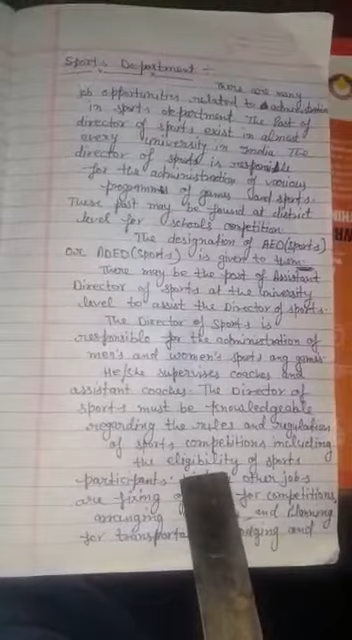 Sports Department :-
There are many
job opportunities related to administration
in sports department The Post of
director of sports exist in almost
every university in India The
director of sports is responsible
for the administration of various
programmes of games and sports.
These post may be found at district
level for schools competition
The designation of AEO (sports)
or ADEO (sports) is given to them.
There may be the post of Assistant
Director of sports at the university
level to assist the Director of sports.
The Director of Sports is
responsible for the administration of
men's and women's sports and games.
He/she supervises coaches and
assistant coaches. The Director of
sports must be knowledgeable
regarding the rules and regulation
of sports competitions including
the eligibility of sports
participants. other jobs
are fixing for competitions,
arranging and planning
for and